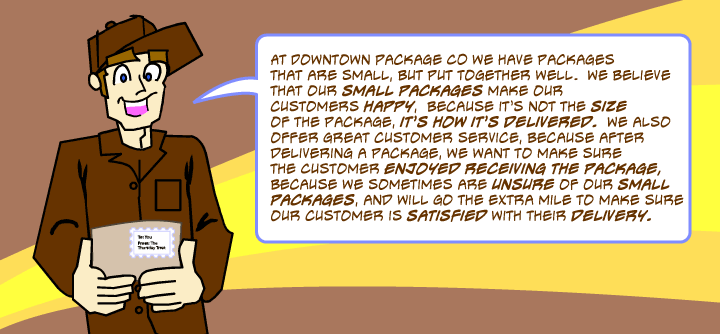 AT DOWNTOWN PACKAGE CO WE HAVE PACKAGES
THAT ARE SMALL, BUT PUT TOGETHER WELL. WE BELIEVE
THAT OUR SMALL PACKAGES MAKE OUR
CUSTOMERS HAPPY, BECAUSE IT'S NOT THE SIZE
OF THE PACKAGE, IT'S HOW IT'S DELIVERED. WE ALSO
OFFER GREAT CUSTOMER SERVICE, BECAUSE AFTER
DELIVERING A PACKAGE, WE WANT TO MAKE SURE
THE CUSTOMER ENJOYED RECEIVING THE PACKAGE,
BECAUSE WE SOMETIMES ARE UNSURE OF OUR SMALL
PACKAGES, AND WILL GO THE EXTRA MILE TO MAKE SURE
OUR CUSTOMER IS SATISFIED WITH THEIR DELIVERY.
You
The
Thursday